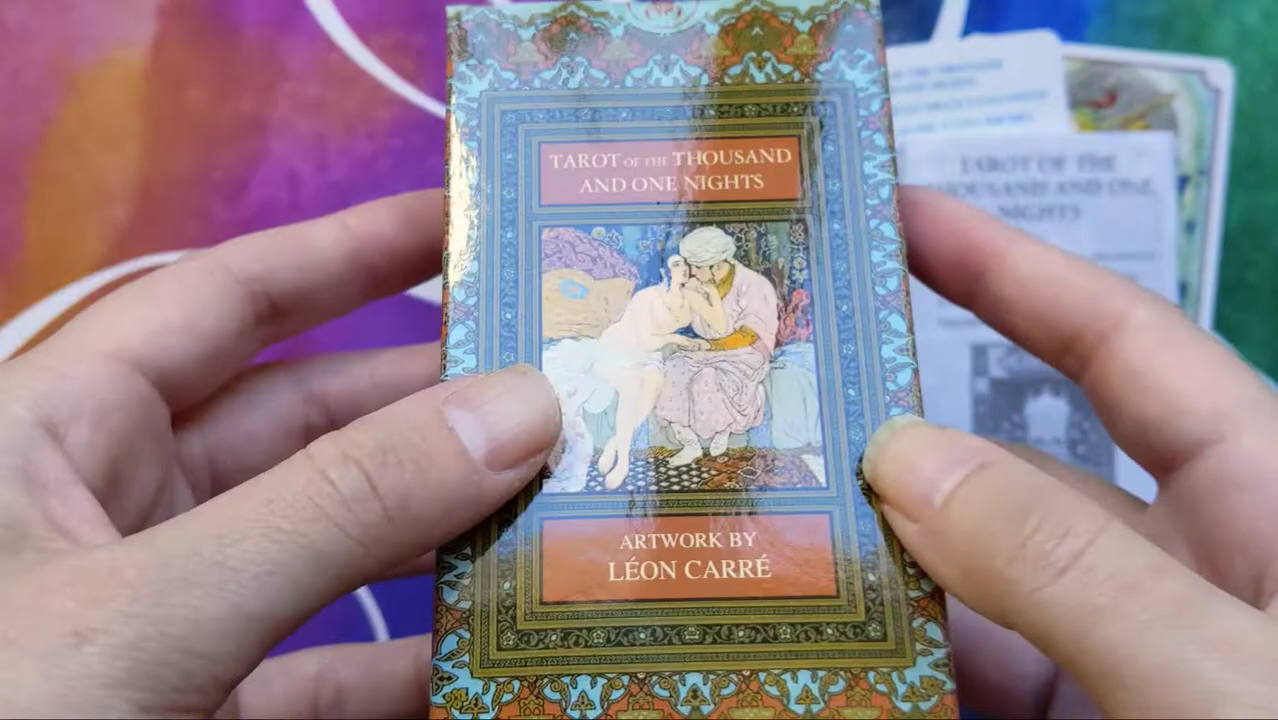 TAROT OF THE THOUSAND
AND ONE NIGHTS
ARTWORK BY
LÉON CARRÉ
TAROT OF THE
THOUSAND AND ONE
NIGHTS